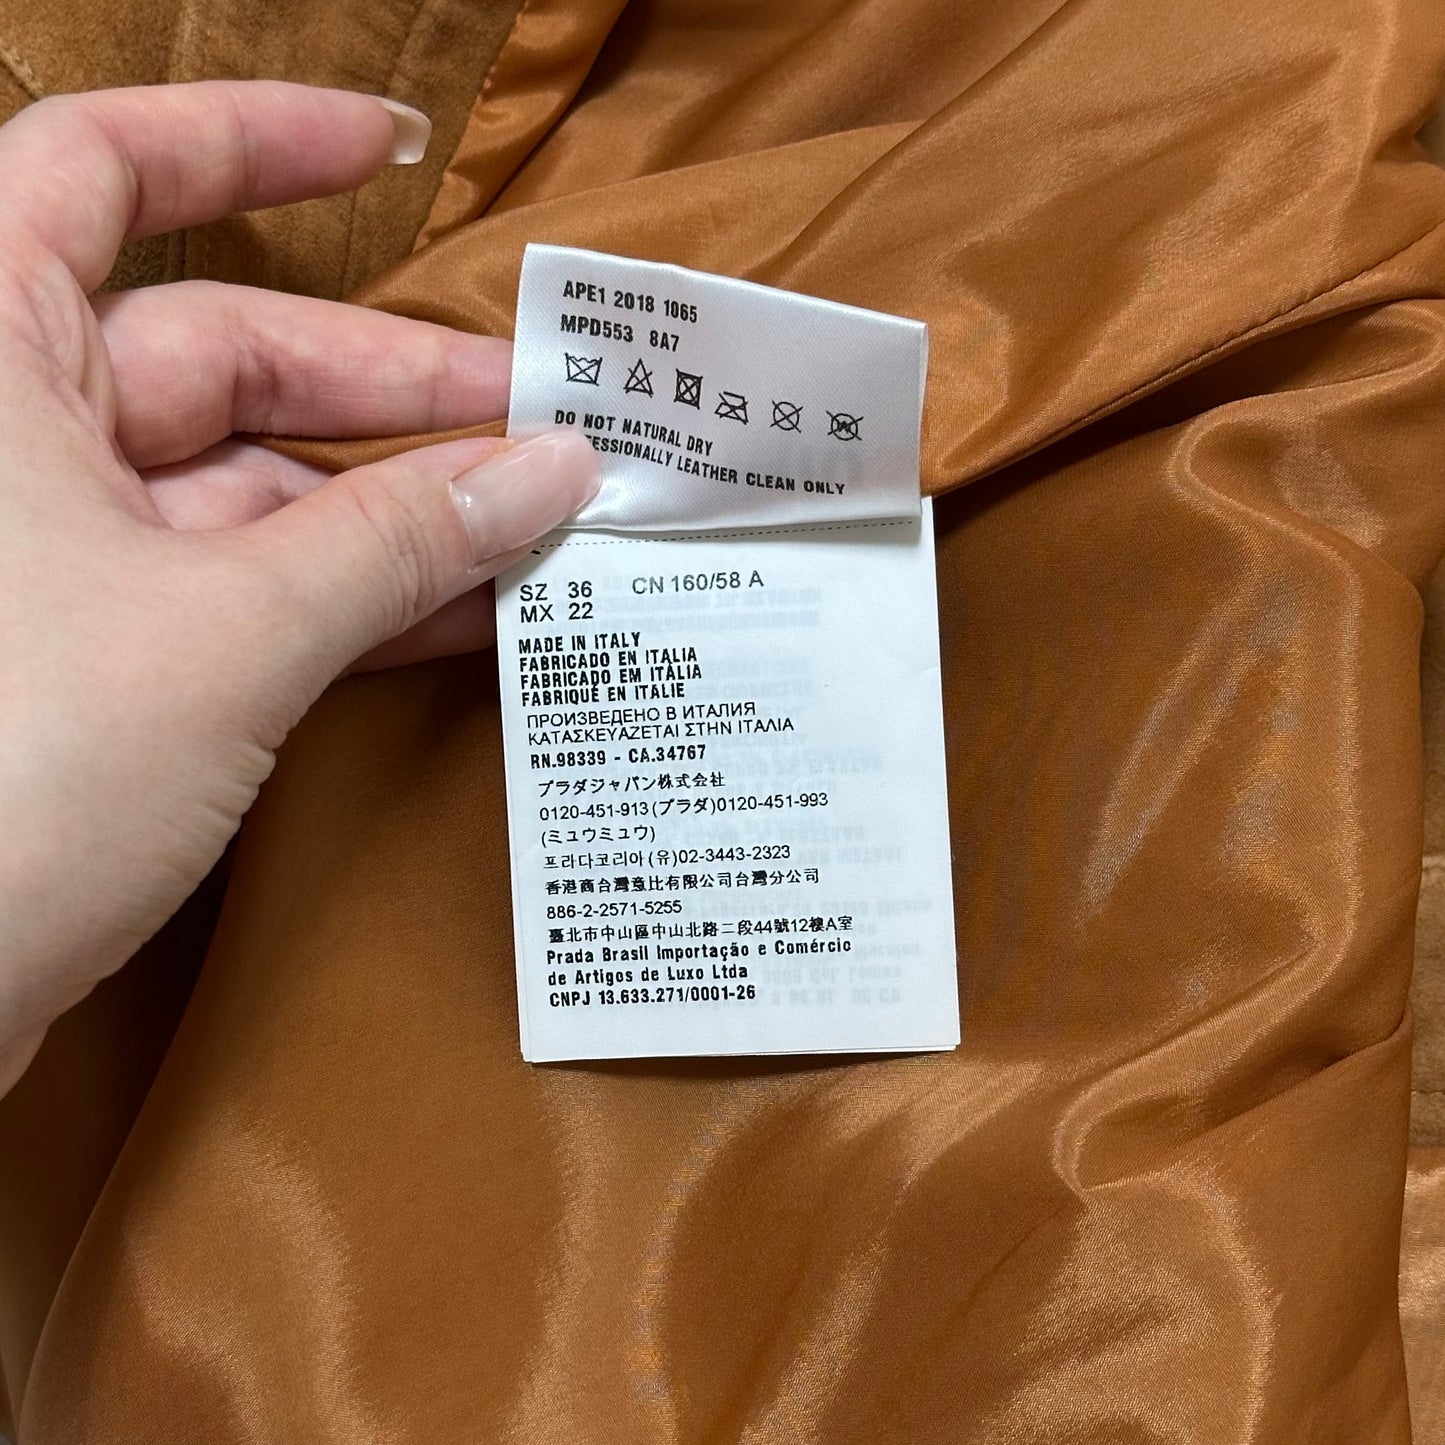 APE1 2018 1065
MPD553 8A7
DO NOT NATURAL DRY
LEATHER CLEAN ONLY
SZ 36 CN 160/58 A
MX 22
MADE IN ITALY
FABRICADO EN ITALIA
FABRICADO EM ITÁLIA
FABRIQUÉ EN ITALIE
ПРОИЗВЕДЕНО В ИТАЛИЯ
ΚΑΤΑΣΚΕΥΑΖΕΤΑΙ ΣΤΗΝ ΙΤΑΛΙΑ
RN.98339 - CA.34767
プラダジャパン株式会社
0120-451-913(プラダ)0120-451-993
(ミュウミュウ)
프라다코리아(유)02-3443-2323
香港商台灣意比有限公司台灣分公司
886-2-2571-5255
臺北市中山區中山北路二段44號12樓A室
Prada Brasil Importação e Comércio
de Artigos de Luxo Ltda
CNPJ 13.633.271/0001-26